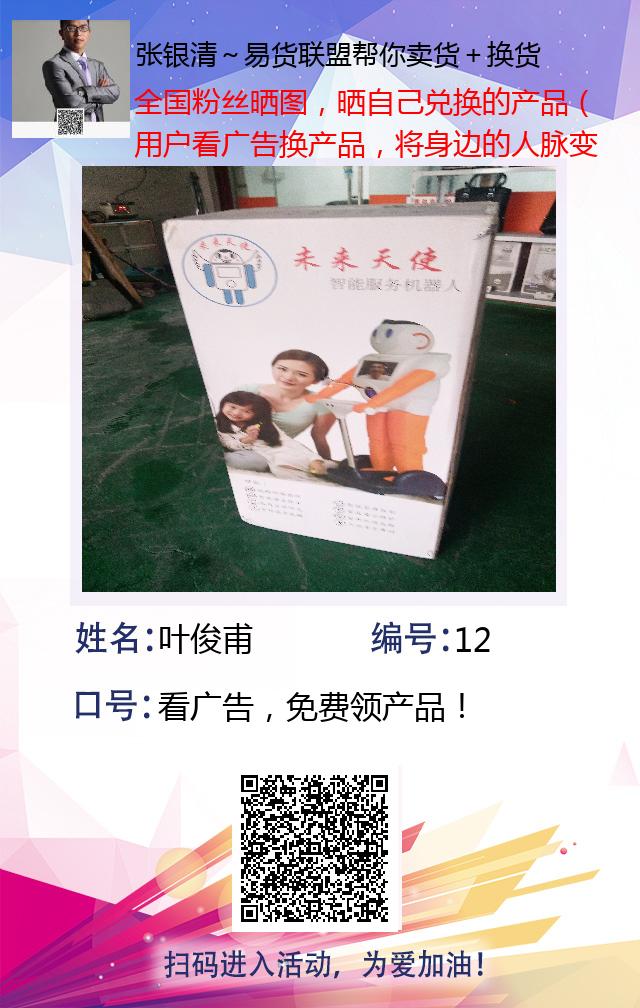 张银清～易货联盟帮你卖货＋换货
全国粉丝晒图，晒自己兑换的产品（
用户看广告换产品，将身边的人脉变
未来天使
未来天使
智能服务机器人
姓名：叶俊甫
编号：12
口号：看广告，免费领产品！
扫码进入活动，为爱加油！